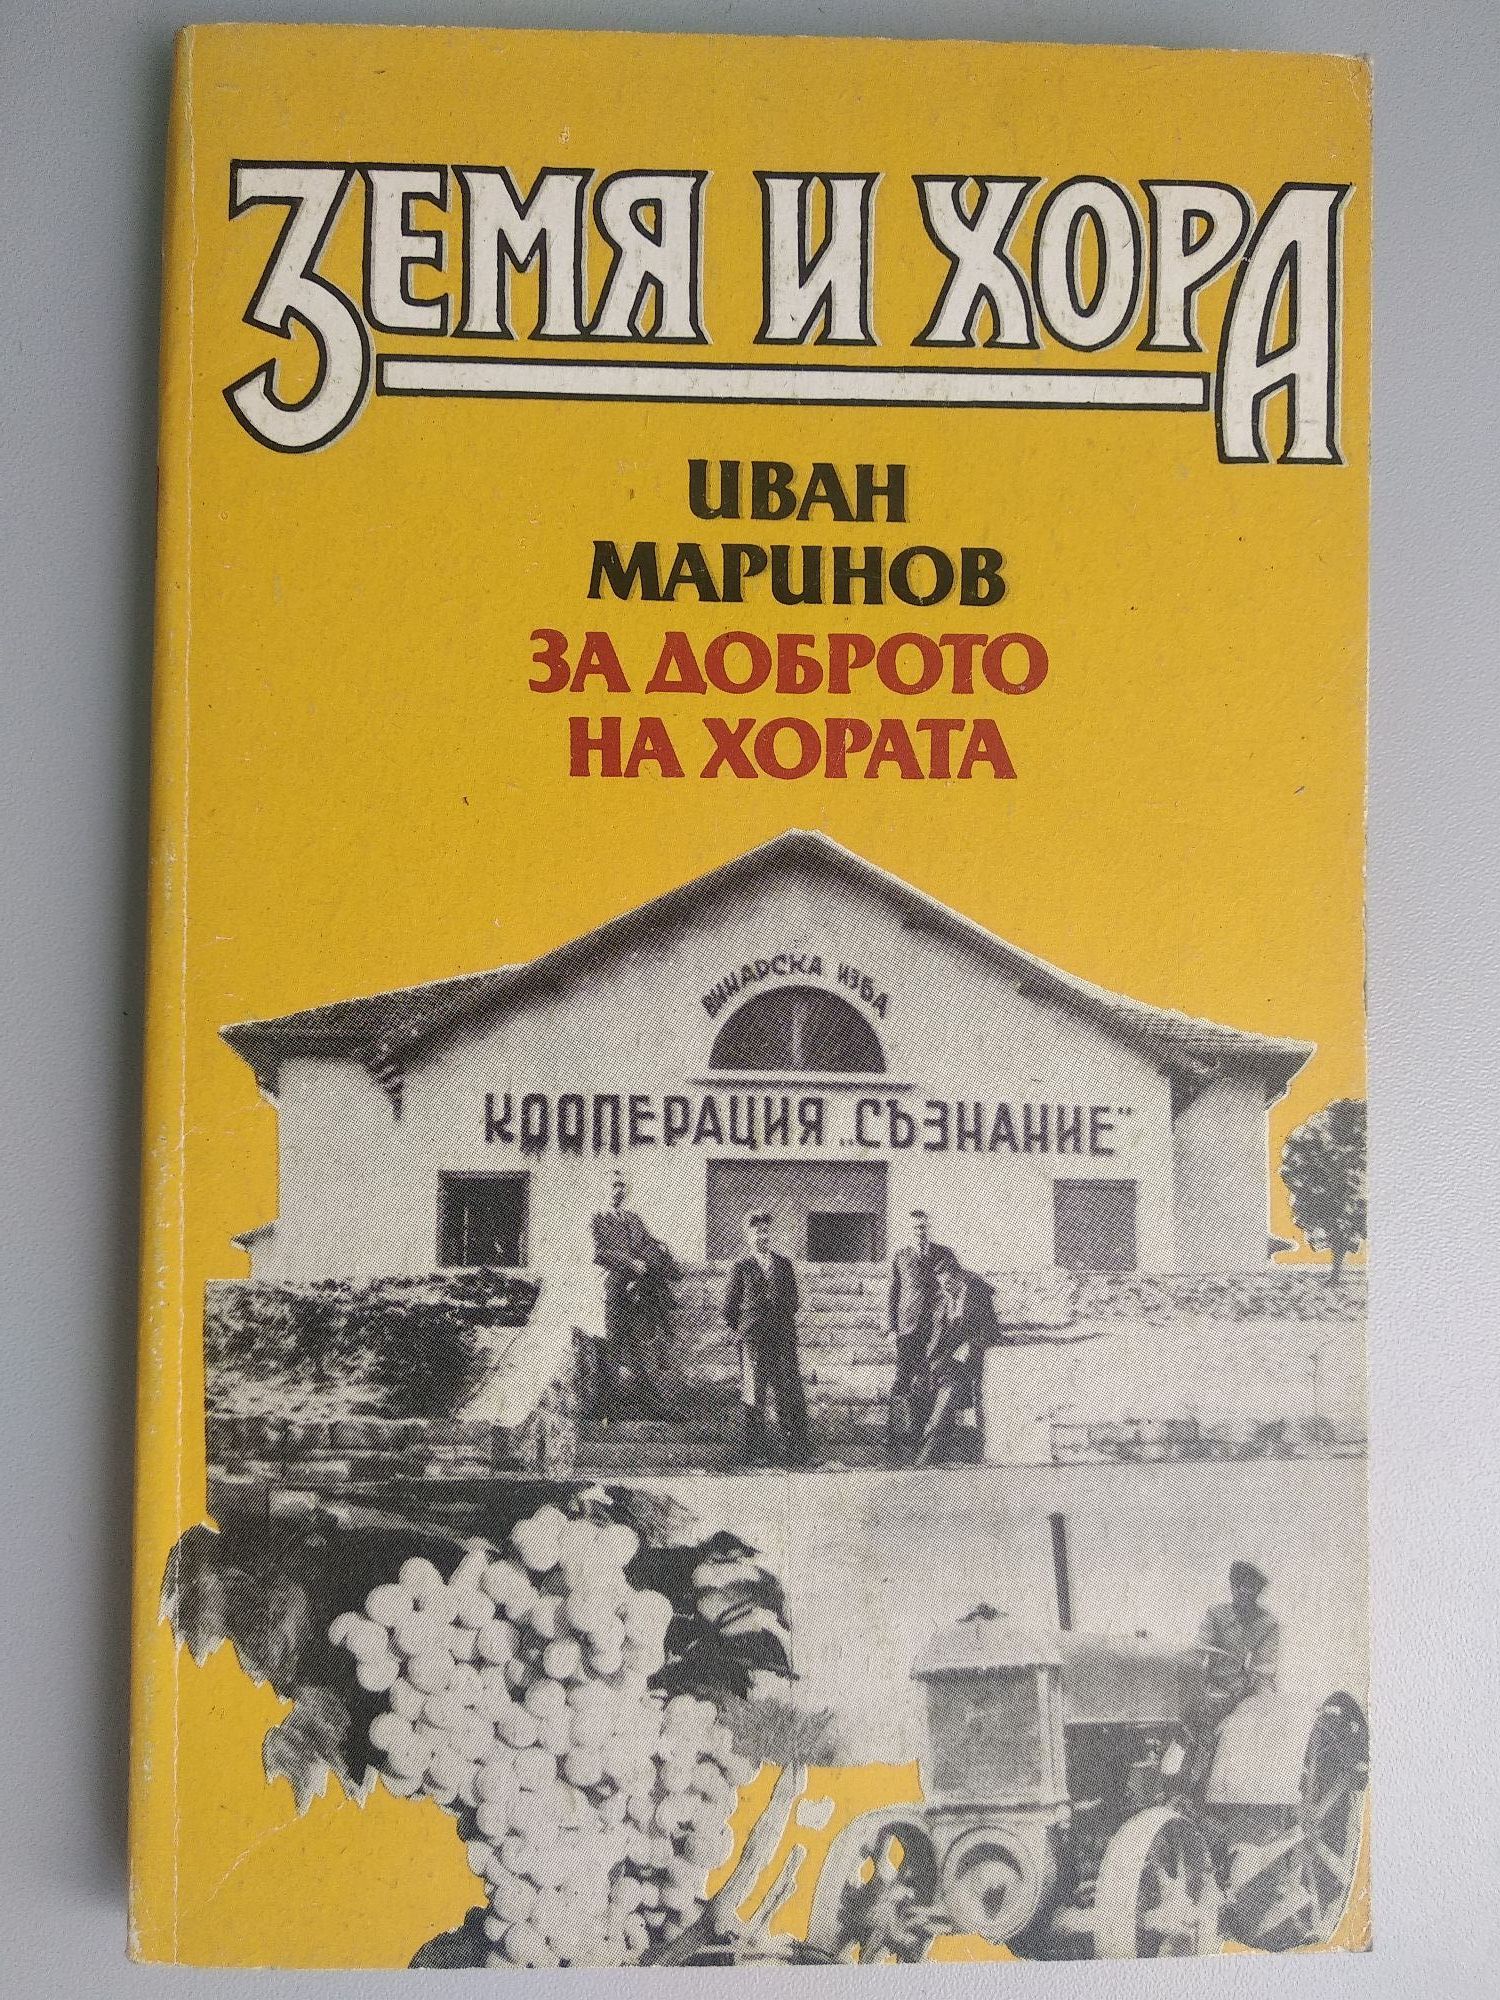 ЗЕМЯ И ХОРА
ИВАН
МАРИНОВ
ЗА ДОБРОТО
НА ХОРАТА
ВИНАРСКА ИЗБА
КООПЕРАЦИЯ „СЪЗНАНИЕ"